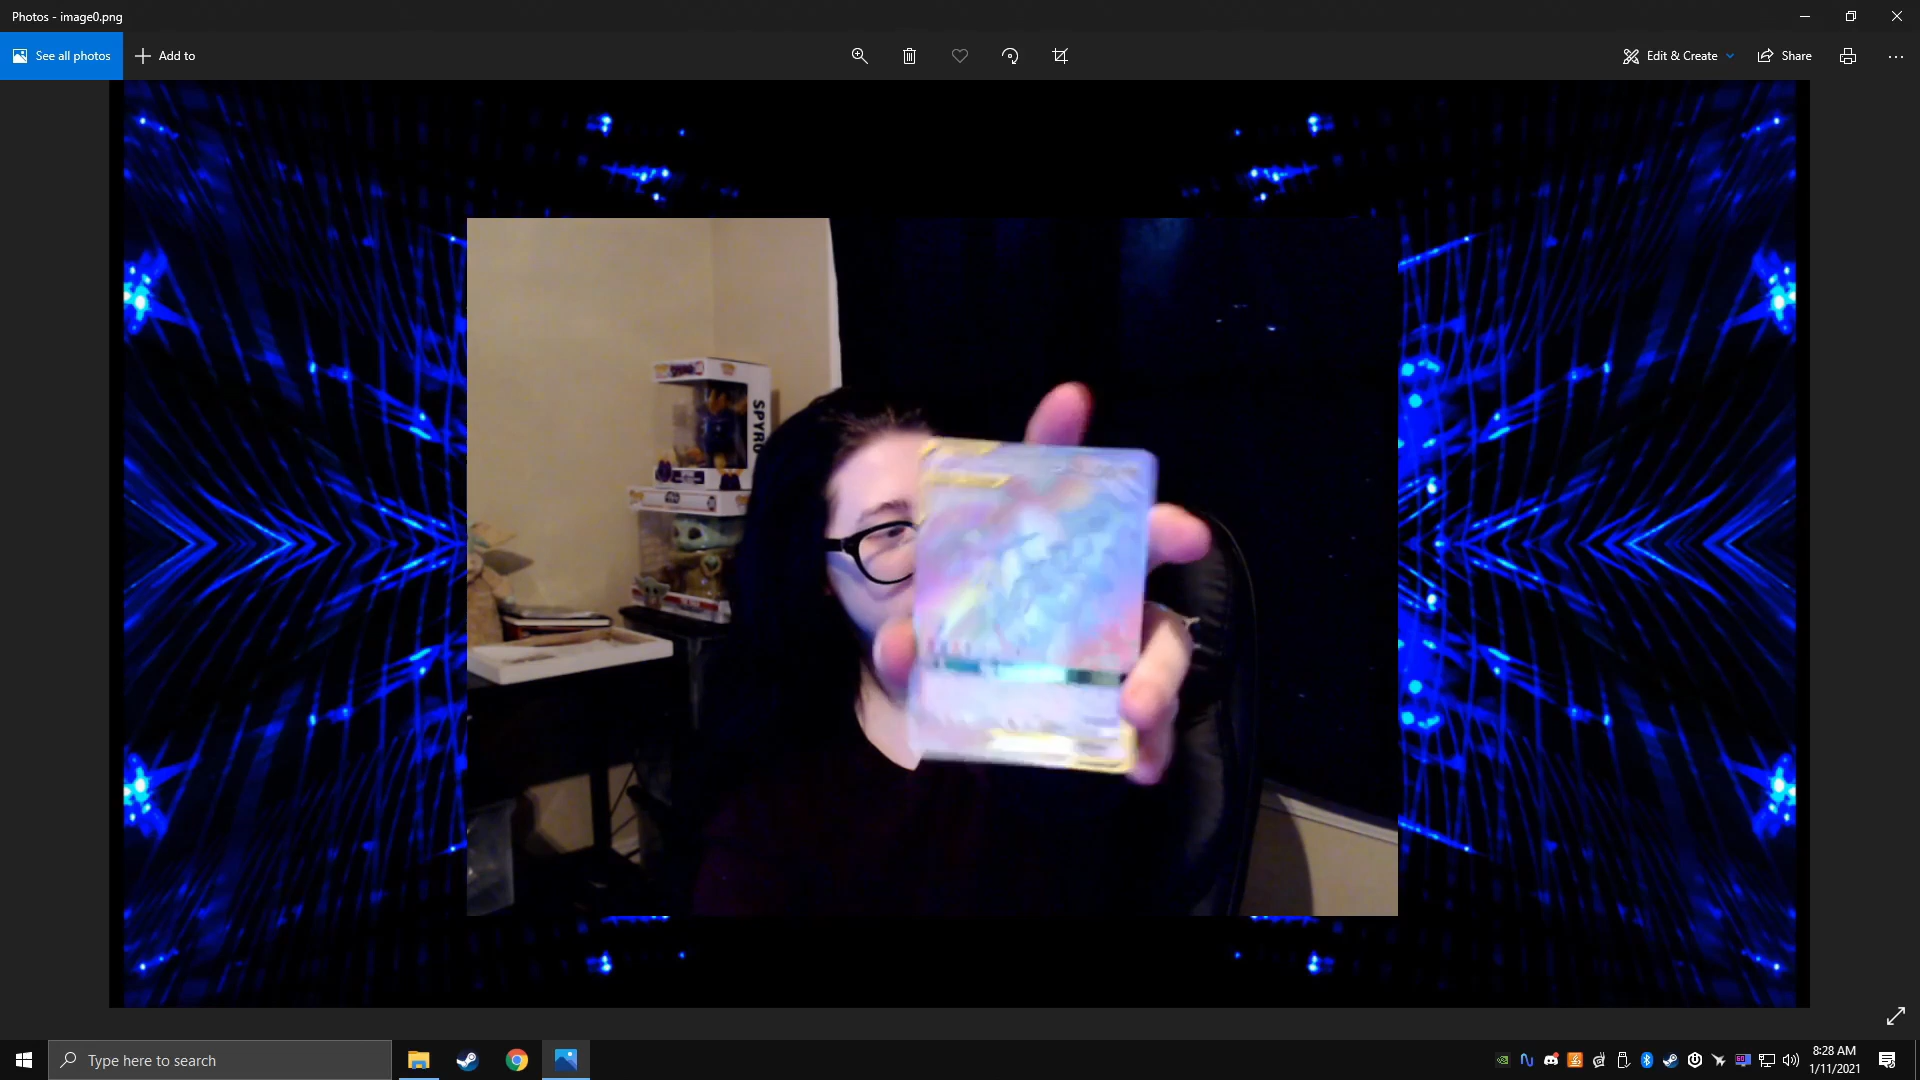 Photos - image0.png
See all photos
Add to
Edit & Create
Share
SPYRO
Type here to search
8:28 AM
1/11/2021